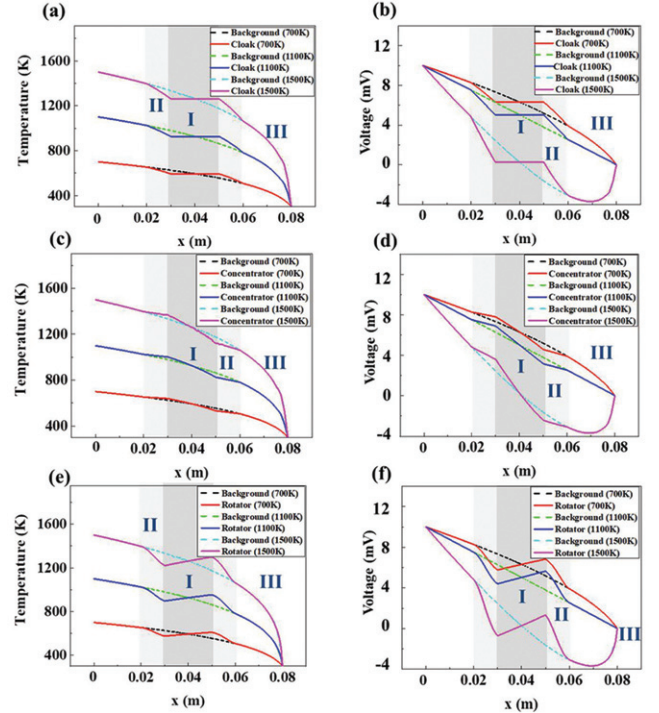 (a)
Background (700K)
Cloak (700K)
Background (1100K)
Cloak (1100K)
Background (1500K)
Cloak (1500K)
Temperature (K)
1600
1200
800
400
II
I
III
0 0.02 0.04 0.06 0.08
x (m)
(b)
Background (700K)
Cloak (700K)
Background (1100K)
Cloak (1100K)
Background (1500K)
Cloak (1500K)
Voltage (mV)
12
8
4
0
-4
I
II
III
0 0.02 0.04 0.06 0.08
x (m)
(c)
Background (700K)
Concentrator (700K)
Background (1100K)
Concentrator (1100K)
Background (1500K)
Concentrator (1500K)
Temperature (K)
1600
1200
800
400
I
II
III
0 0.02 0.04 0.06 0.08
x (m)
(d)
Background (700K)
Concentrator (700K)
Background (1100K)
Concentrator (1100K)
Background (1500K)
Concentrator (1500K)
Voltage (mV)
12
8
4
0
-4
I
II
III
0 0.02 0.04 0.06 0.08
x (m)
(e)
Background (700K)
Rotator (700K)
Background (1100K)
Rotator (1100K)
Background (1500K)
Rotator (1500K)
Temperature (K)
1600
1200
800
400
II
I
III
0 0.02 0.04 0.06 0.08
x (m)
(f)
Background (700K)
Rotator (700K)
Background (1100K)
Rotator (1100K)
Background (1500K)
Rotator (1500K)
Voltage (mV)
12
8
4
0
-4
I
II
III
0 0.02 0.04 0.06 0.08
x (m)